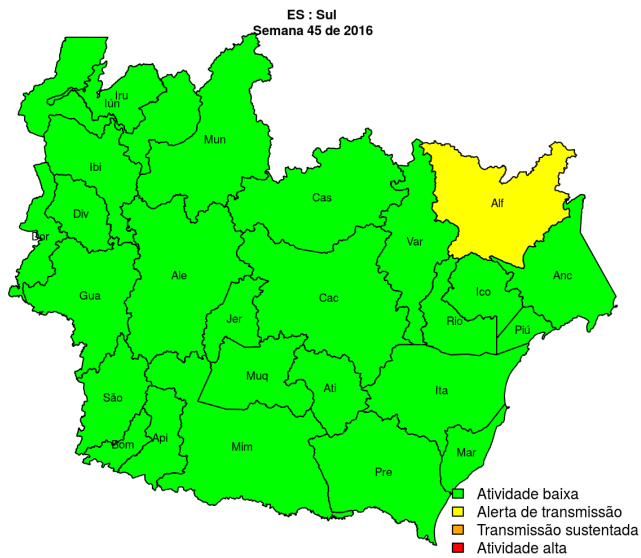 ES : Sul
Semana 45 de 2016
Iru
Iún
Mun
Ibi
Cas
Alf
Div
Dor
Var
Ale
Anc
Gua
Cac
Ico
Jer
Rio
Piú
Muq
Ati
Ita
São
Api
Bom
Mim
Mar
Pre
Atividade baixa
Alerta de transmissão
Transmissão sustentada
Atividade alta